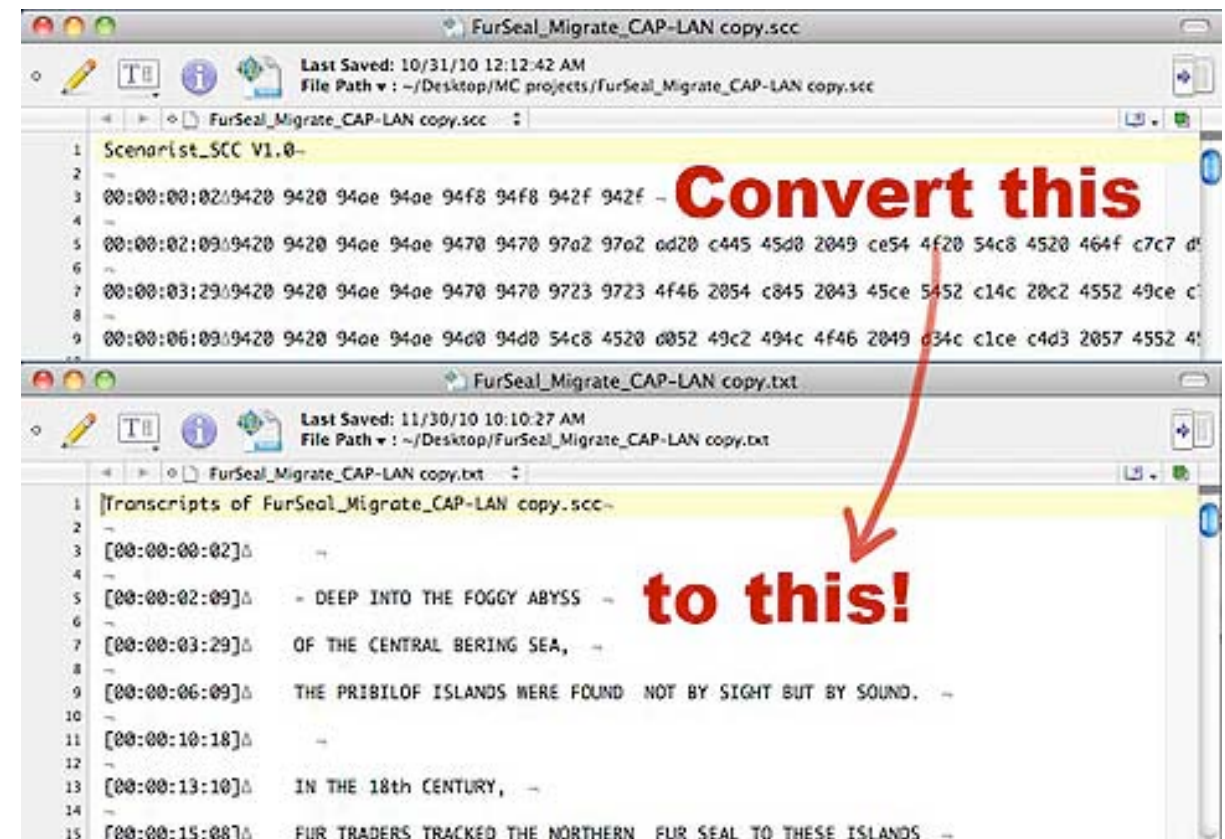 FurSeal_Migrate_CAP-LAN copy.scc
Last Saved: 10/31/10 12:12:42 AM
File Path ▾ : ~/Desktop/MC projects/FurSeal_Migrate_CAP-LAN copy.scc
FurSeal_Migrate_CAP-LAN copy.scc
1 Scenarist_SCC V1.0
2
3 00:00:00:02 9420 9420 94ae 94ae 94f8 94f8 942f 942f
Convert this
4
5 00:00:02:09 9420 9420 94ae 94ae 9470 9470 97a2 97a2 ad20 c445 45d0 2049 ce54 4f20 54c8 4520 464f c7c7
6
7 00:00:03:29 9420 9420 94ae 94ae 9470 9470 9723 9723 4f46 2054 c845 2043 45ce 5452 c14c 20c2 4552 49ce
8
9 00:00:06:09 9420 9420 94ae 94ae 94d0 94d0 54c8 4520 d052 49c2 494c 4f46 2049 d34c c1ce c4d3 2057 4552
FurSeal_Migrate_CAP-LAN copy.txt
Last Saved: 11/30/10 10:10:27 AM
File Path ▾ : ~/Desktop/FurSeal_Migrate_CAP-LAN copy.txt
FurSeal_Migrate_CAP-LAN copy.txt
1 Transcripts of FurSeal_Migrate_CAP-LAN copy.scc
2
3 [00:00:00:02]
4
5 [00:00:02:09] - DEEP INTO THE FOGGY ABYSS
to this!
6
7 [00:00:03:29] OF THE CENTRAL BERING SEA,
8
9 [00:00:06:09] THE PRIBILOF ISLANDS WERE FOUND NOT BY SIGHT BUT BY SOUND.
10
11 [00:00:10:18]
12
13 [00:00:13:10] IN THE 18th CENTURY,
14
15 [00:00:15:08] FUR TRADERS TRACKED THE NORTHERN FUR SEAL TO THESE ISLANDS